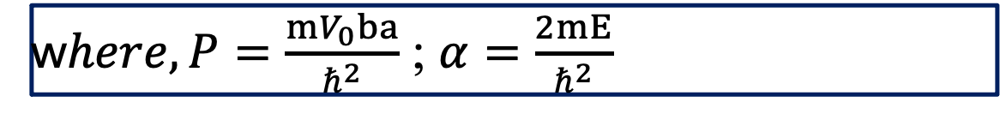 where, P = mV₀ba/ℏ² ; α = 2mE/ℏ²